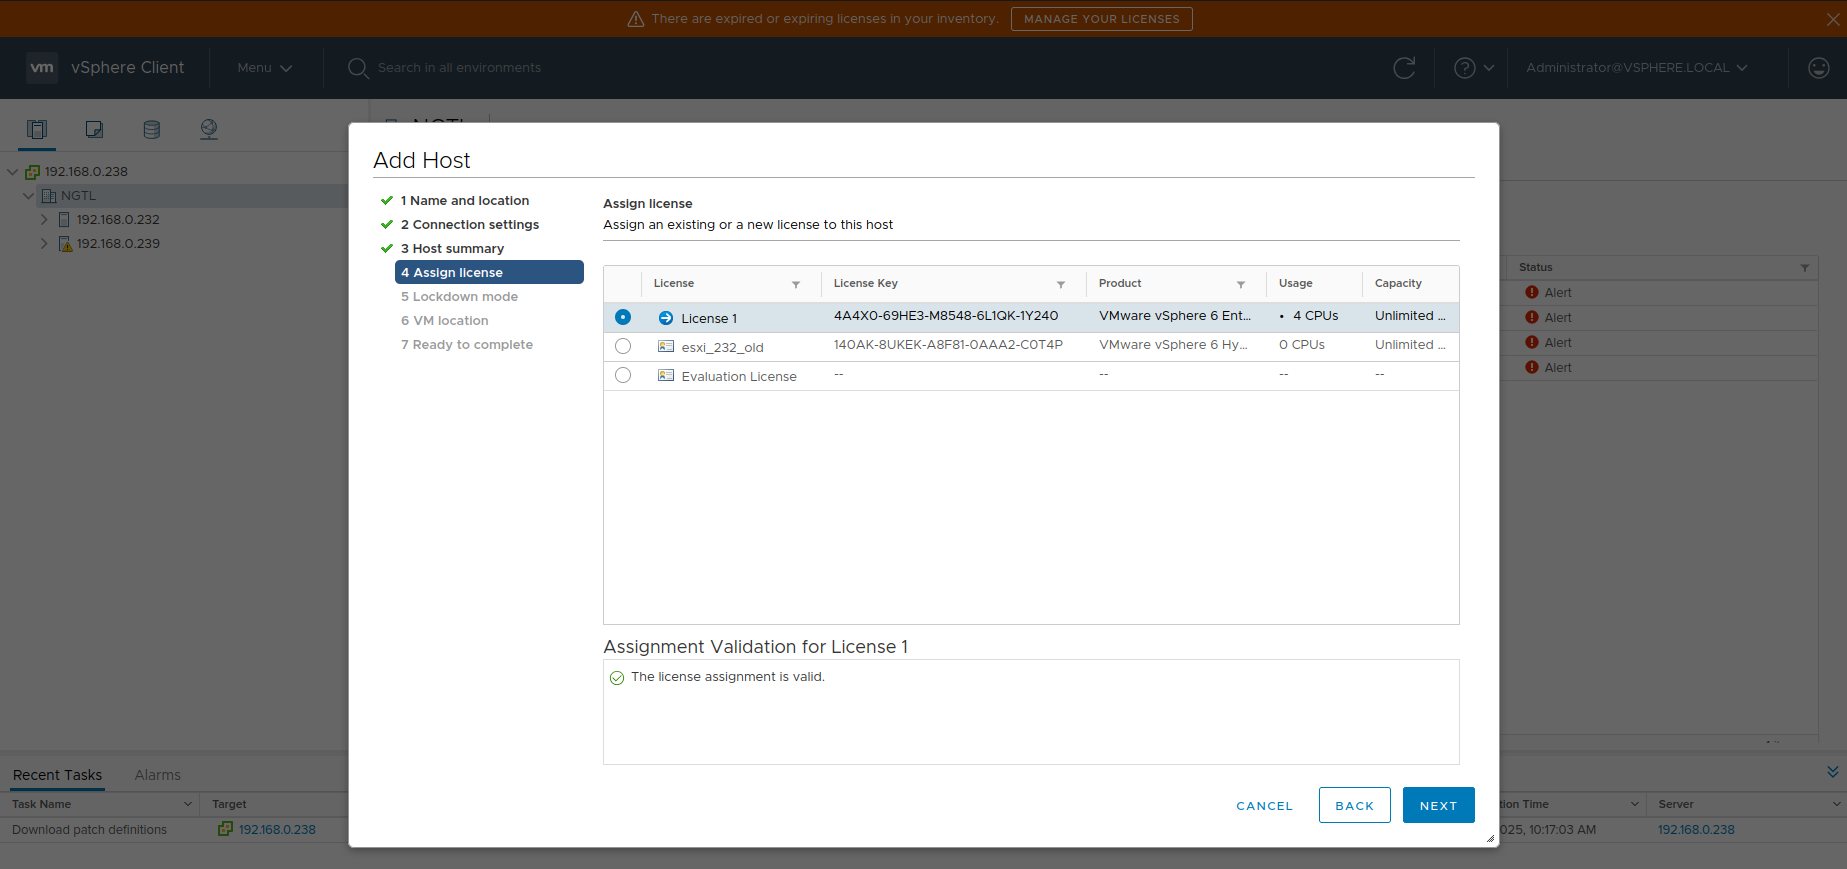 There are expired or expiring licenses in your inventory. MANAGE YOUR LICENSES
vm vSphere Client Menu Search in all environments Administrator@VSPHERE.LOCAL
192.168.0.238
NGTL
192.168.0.232
192.168.0.239
Add Host
1 Name and location
2 Connection settings
3 Host summary
4 Assign license
5 Lockdown mode
6 VM location
7 Ready to complete
Assign license
Assign an existing or a new license to this host
License License Key Product Usage Capacity
License 1 4A4X0-69HE3-M8548-6L1QK-1Y240 VMware vSphere 6 Ent... • 4 CPUs Unlimited ...
esxi_232_old 140AK-8UKEK-A8F81-0AAA2-C0T4P VMware vSphere 6 Hy... 0 CPUs Unlimited ...
Evaluation License -- -- -- --
Assignment Validation for License 1
The license assignment is valid.
CANCEL BACK NEXT
Status
Alert
Alert
Alert
Alert
Recent Tasks Alarms
Task Name Target tion Time Server
Download patch definitions 192.168.0.238 025, 10:17:03 AM 192.168.0.238